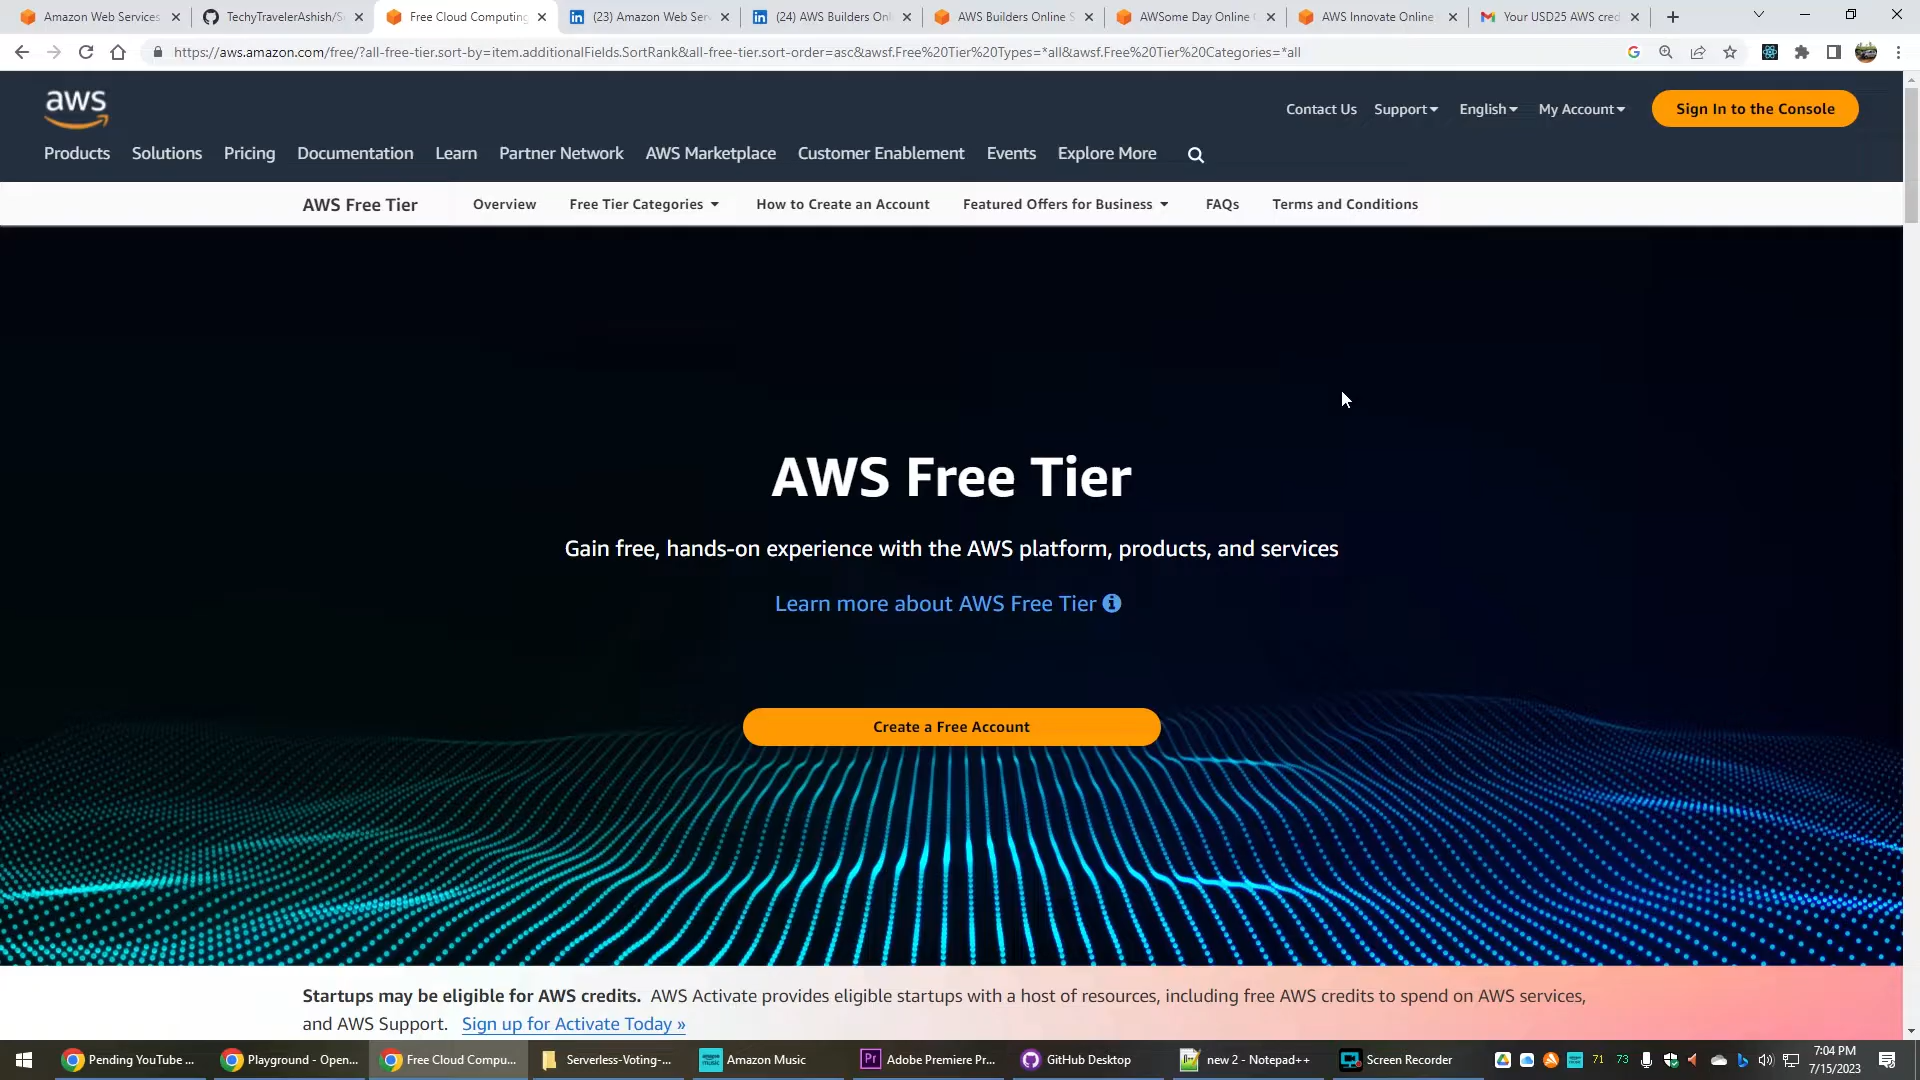 Amazon Web Services
TechyTravelerAshish/S
Free Cloud Computing
(23) Amazon Web Ser
(24) AWS Builders Onl
AWS Builders Online S
AWSome Day Online
AWS Innovate Online
Your USD25 AWS cred
https://aws.amazon.com/free/?all-free-tier.sort-by=item.additionalFields.SortRank&all-free-tier.sort-order=asc&awsf.Free%20Tier%20Types=*all&awsf.Free%20Tier%20Categories=*all
aws
Contact Us Support English My Account Sign In to the Console
Products Solutions Pricing Documentation Learn Partner Network AWS Marketplace Customer Enablement Events Explore More
AWS Free Tier Overview Free Tier Categories How to Create an Account Featured Offers for Business FAQs Terms and Conditions
AWS Free Tier
Gain free, hands-on experience with the AWS platform, products, and services
Learn more about AWS Free Tier
Create a Free Account
Startups may be eligible for AWS credits. AWS Activate provides eligible startups with a host of resources, including free AWS credits to spend on AWS services,
and AWS Support. Sign up for Activate Today »
Pending YouTube ...
Playground - Open...
Free Cloud Compu...
Serverless-Voting-...
Amazon Music
Adobe Premiere Pr...
GitHub Desktop
new 2 - Notepad++
Screen Recorder
71 73
7:04 PM
7/15/2023